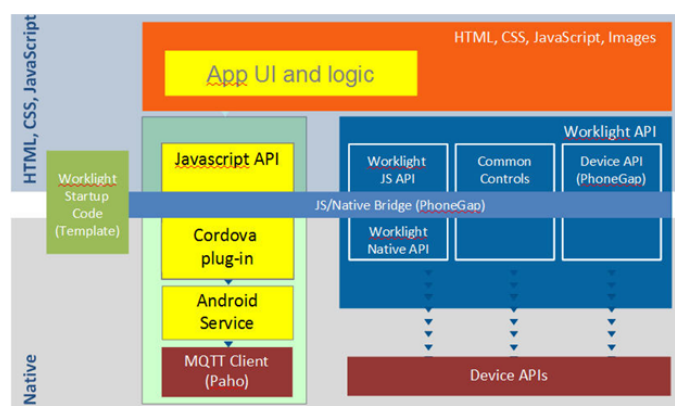 HTML, CSS, JavaScript
HTML, CSS, JavaScript, Images
App UI and logic
Worklight API
Javascript API
Worklight
JS API
Common
Controls
Device API
(PhoneGap)
Worklight
Startup
Code
(Template)
JS/Native Bridge (PhoneGap)
Cordova
plug-in
Worklight
Native API
Android
Service
MQTT Client
(Paho)
Device APIs
Native